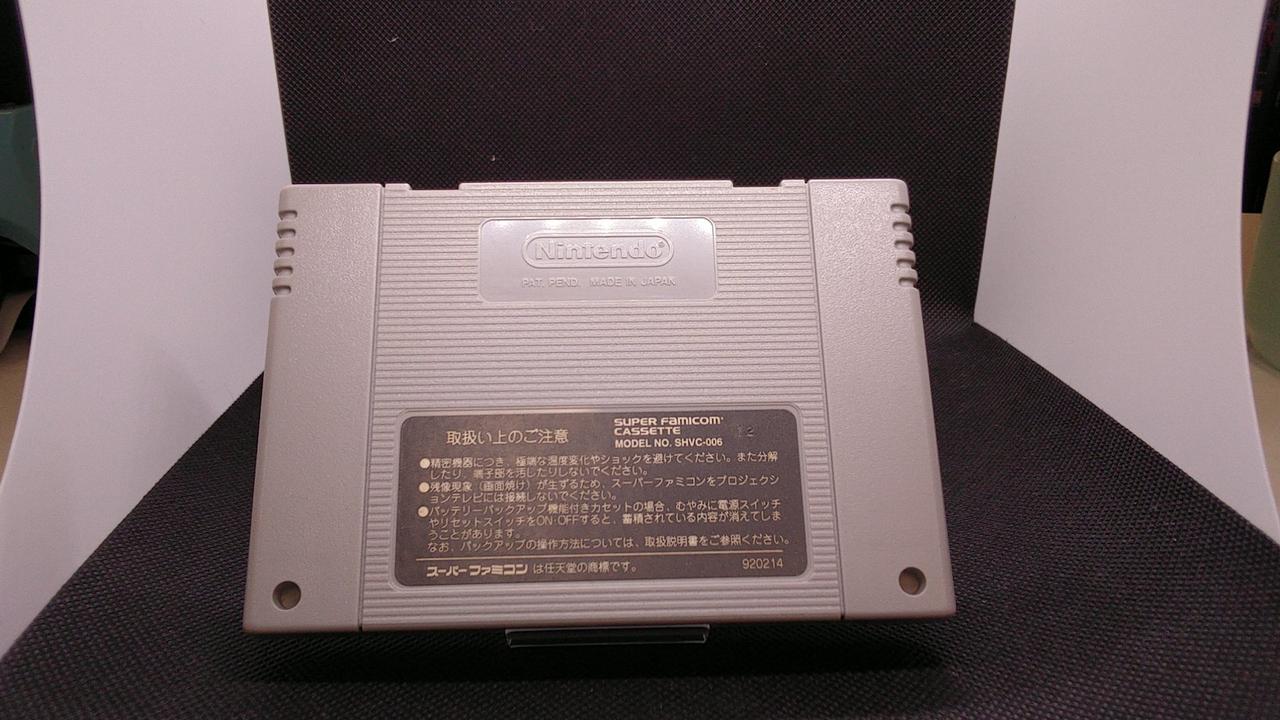 Nintendo®
PAT. PEND. MADE IN JAPAN
取扱い上のご注意
SUPER FAMICOM
CASSETTE
MODEL NO. SHVC-006
12
●精密機器につき、極端な温度変化やショックを避けてください。また分解
したり、端子部を汚したりしないでください。
●残像現象（画面焼け）が生ずるため、スーパーファミコンをプロジェクシ
ョンテレビには接続しないでください。
●バッテリーバックアップ機能付きカセットの場合、むやみに電源スイッチ
やリセットスイッチをON・OFFすると、蓄積されている内容が消えてしま
うことがあります。
なお、バックアップの操作方法については、取扱説明書をご参照ください。
スーパーファミコン は任天堂の商標です。
920214